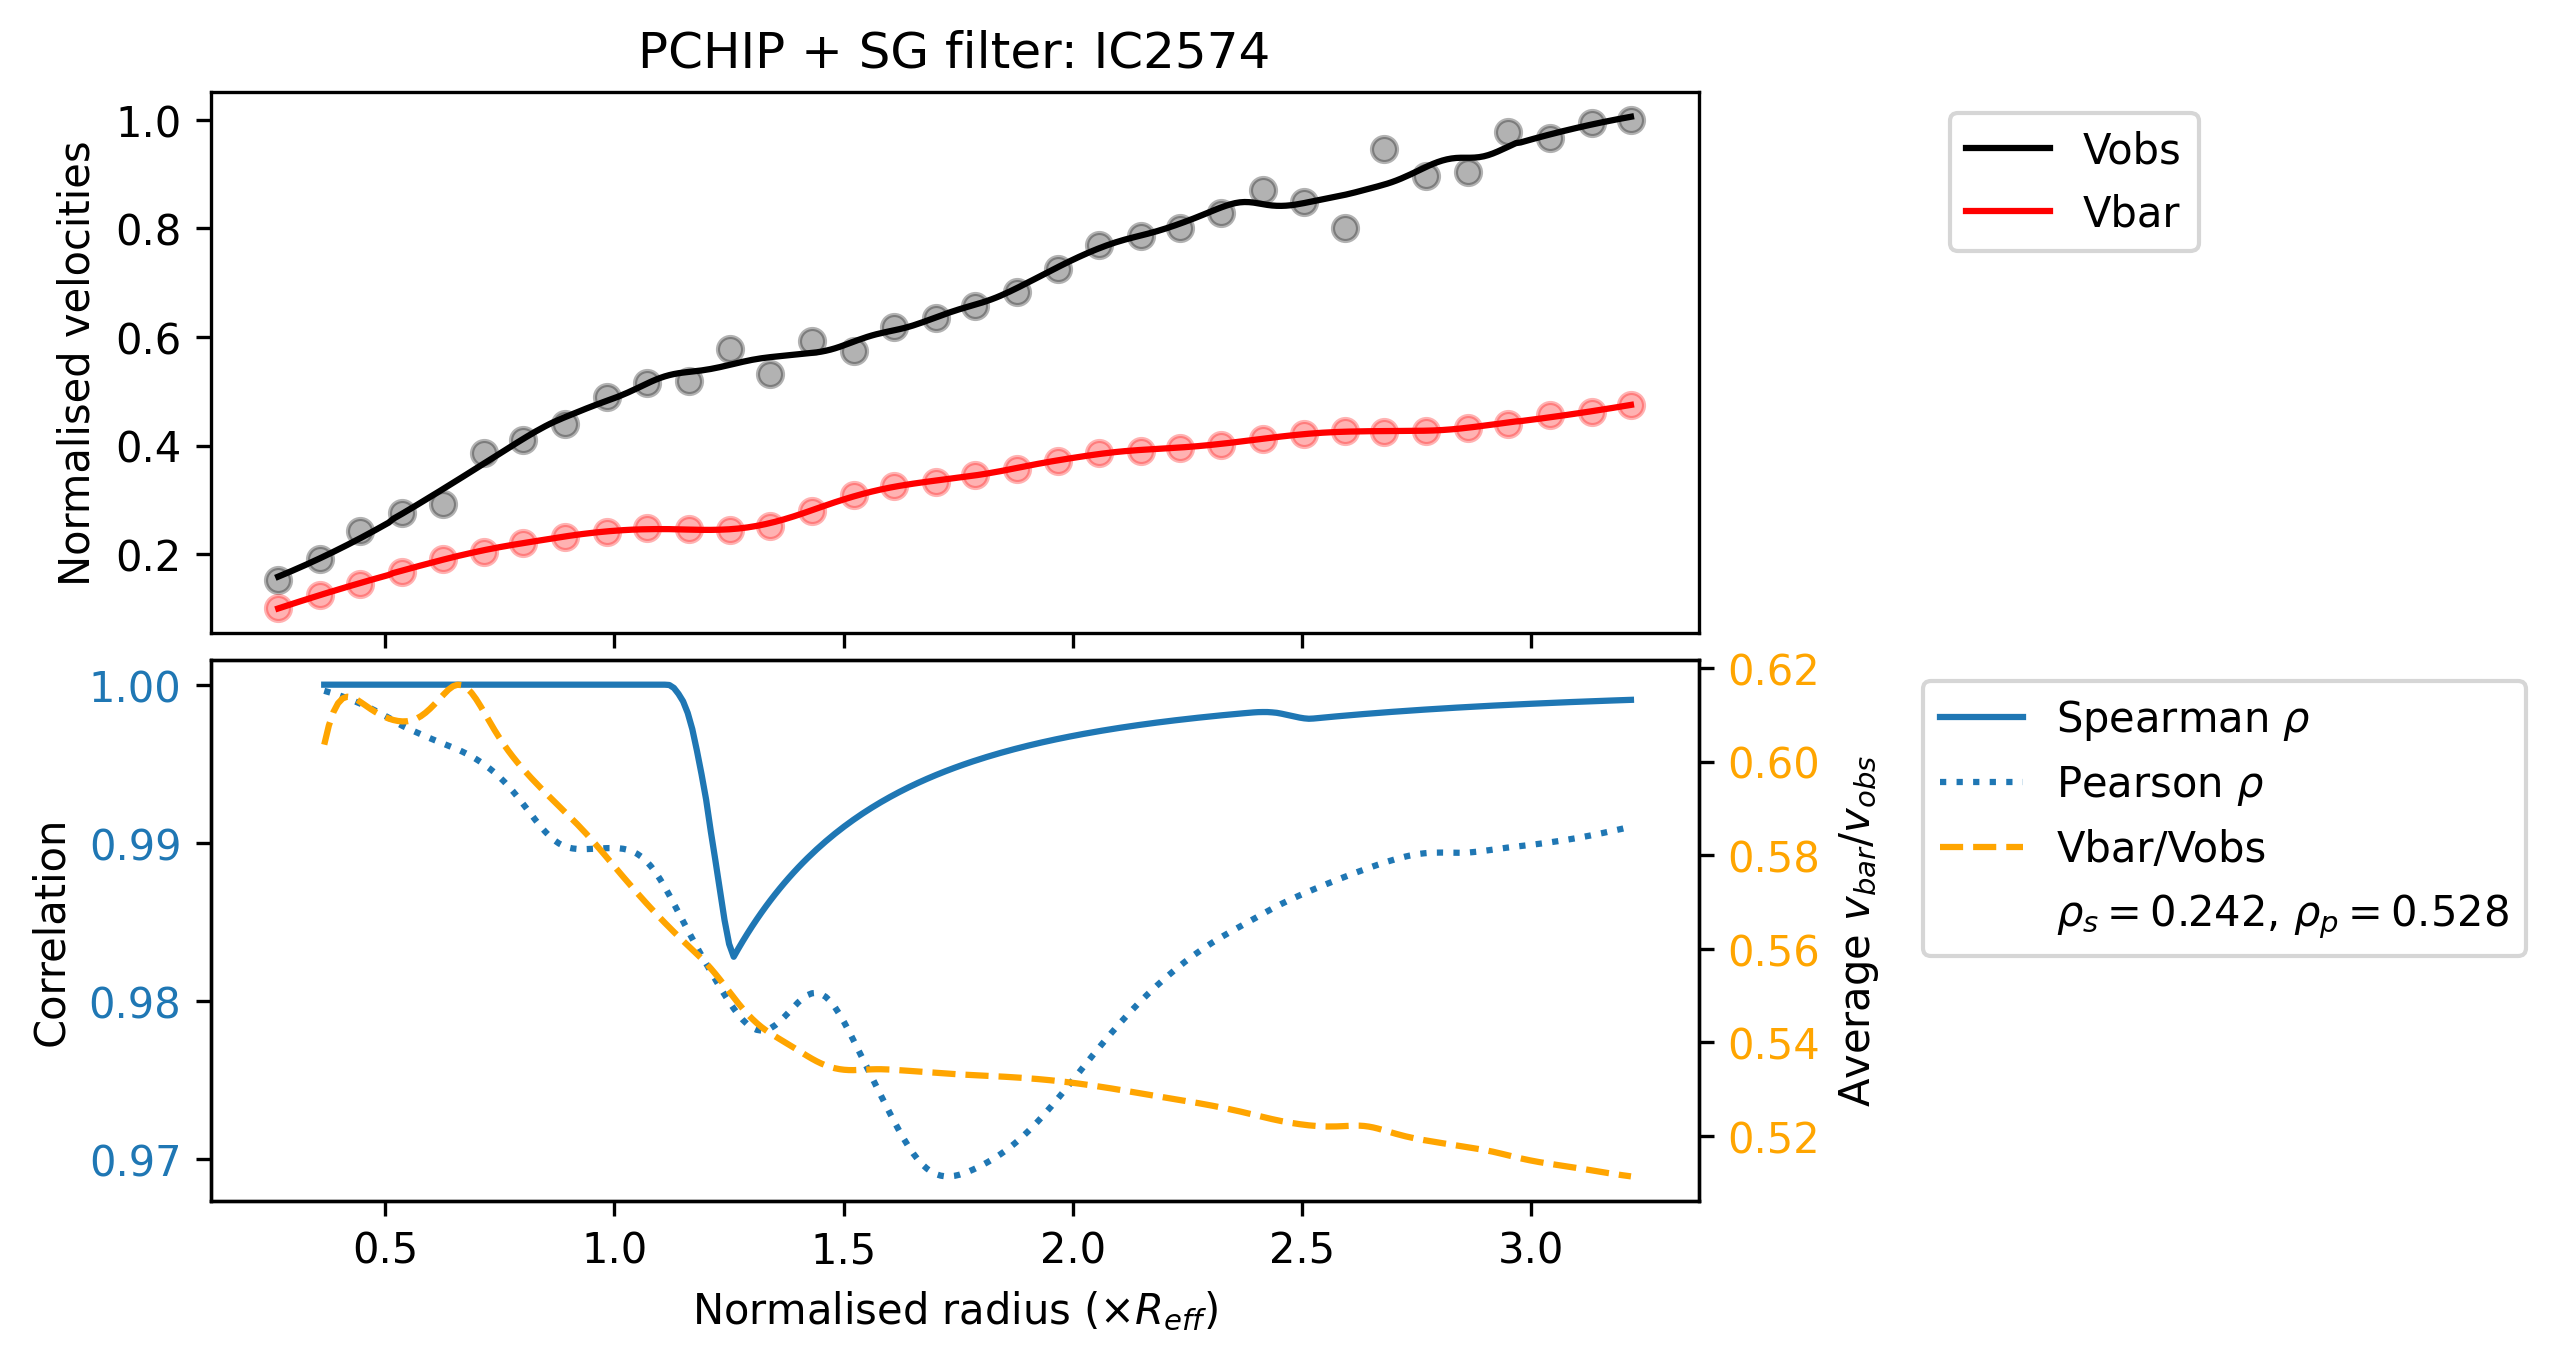 PCHIP + SG filter: IC2574
Normalised velocities
1.0
0.8
0.6
0.4
0.2
Vobs
Vbar
Correlation
1.00
0.99
0.98
0.97
0.62
0.60
0.58
0.56
0.54
0.52
Average v_bar/v_obs
Spearman ρ
Pearson ρ
Vbar/Vobs
ρ_s = 0.242, ρ_p = 0.528
0.5 1.0 1.5 2.0 2.5 3.0
Normalised radius (×R_eff)